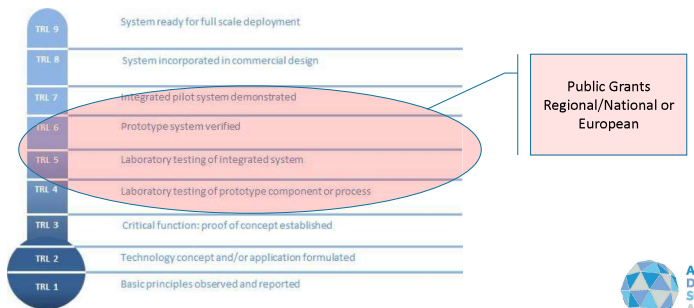 TRL 9 System ready for full scale deployment
TRL 8 System incorporated in commercial design
TRL 7 Integrated pilot system demonstrated
TRL 6 Prototype system verified
TRL 5 Laboratory testing of integrated system
TRL 4 Laboratory testing of prototype component or process
TRL 3 Critical function: proof of concept established
TRL 2 Technology concept and/or application formulated
TRL 1 Basic principles observed and reported
Public Grants
Regional/National or
European
A
D
S
A